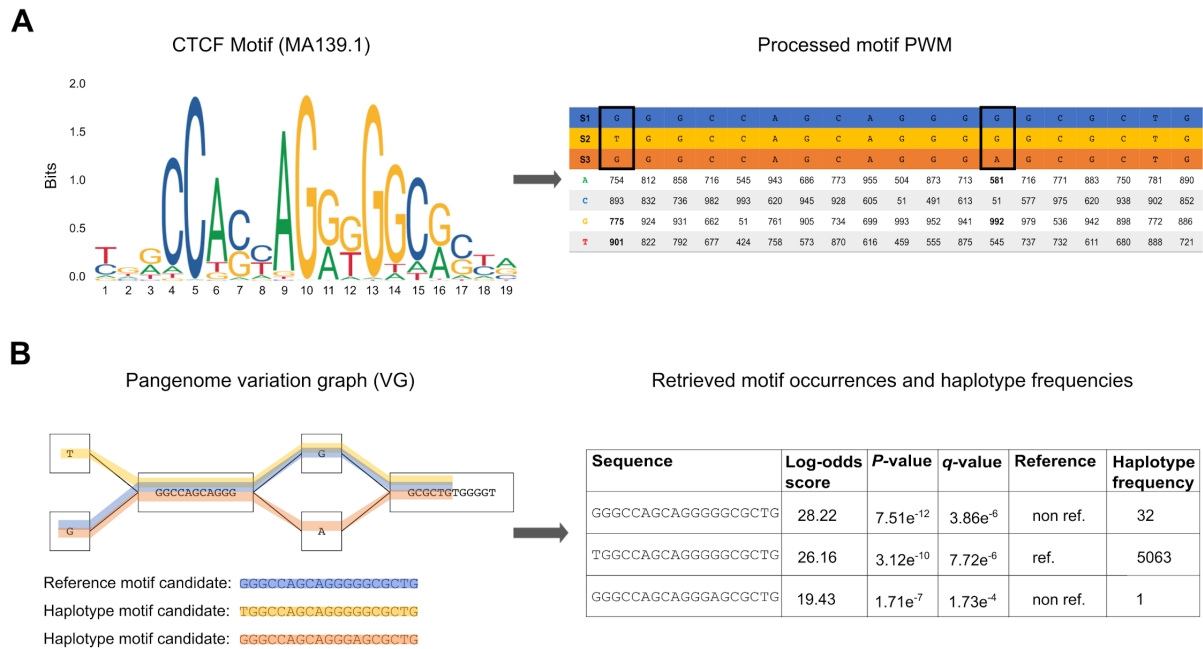 A
CTCF Motif (MA139.1)
Processed motif PWM
Bits
2.0
1.5
1.0
0.5
0.0
1 2 3 4 5 6 7 8 9 10 11 12 13 14 15 16 17 18 19
S1 G G G C C A G C A G G G G G C G C T G
S2 T G G C C A G C A G G G G G C G C T G
S3 G G G C C A G C A G G G A G C G C T G
A 754 812 858 716 545 943 686 773 955 504 873 713 581 716 771 883 750 781 890
C 893 832 736 982 993 620 945 928 605 51 491 613 51 577 975 620 938 902 852
G 775 924 931 662 51 761 905 734 699 993 952 941 992 979 536 942 898 772 886
T 901 822 792 677 424 758 573 870 616 459 555 875 545 737 732 611 680 888 721
B
Pangenome variation graph (VG)
T
G
GGCCAGCAGGG
G
A
GCGCTGTGGGGT
Reference motif candidate: GGGCCAGCAGGGGGCGCTG
Haplotype motif candidate: TGGCCAGCAGGGGGCGCTG
Haplotype motif candidate: GGGCCAGCAGGGAGCGCTG
Retrieved motif occurrences and haplotype frequencies
Sequence Log-odds score P-value q-value Reference Haplotype frequency
GGGCCAGCAGGGGGCGCTG 28.22 7.51e-12 3.86e-6 non ref. 32
TGGCCAGCAGGGGGCGCTG 26.16 3.12e-10 7.72e-6 ref. 5063
GGGCCAGCAGGGAGCGCTG 19.43 1.71e-7 1.73e-4 non ref. 1